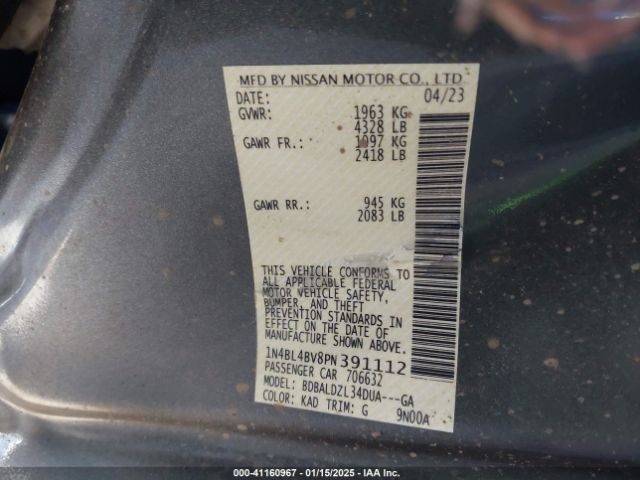 MFD BY NISSAN MOTOR CO., LTD
DATE: 04/23
GVWR: 1963 KG
4328 LB
GAWR FR.: 1097 KG
2418 LB
GAWR RR.: 945 KG
2083 LB
THIS VEHICLE CONFORMS TO
ALL APPLICABLE FEDERAL
MOTOR VEHICLE SAFETY,
BUMPER, AND THEFT
PREVENTION STANDARDS IN
EFFECT ON THE DATE OF
MANUFACTURE SHOWN ABOVE.
1N4BL4BV8PN391112
PASSENGER CAR 706632
MODEL: BDBALDZL34DUA---GA
COLOR: KAD TRIM: G 9N00A
000-41160967 — 01/15/2025 — IAA Inc.